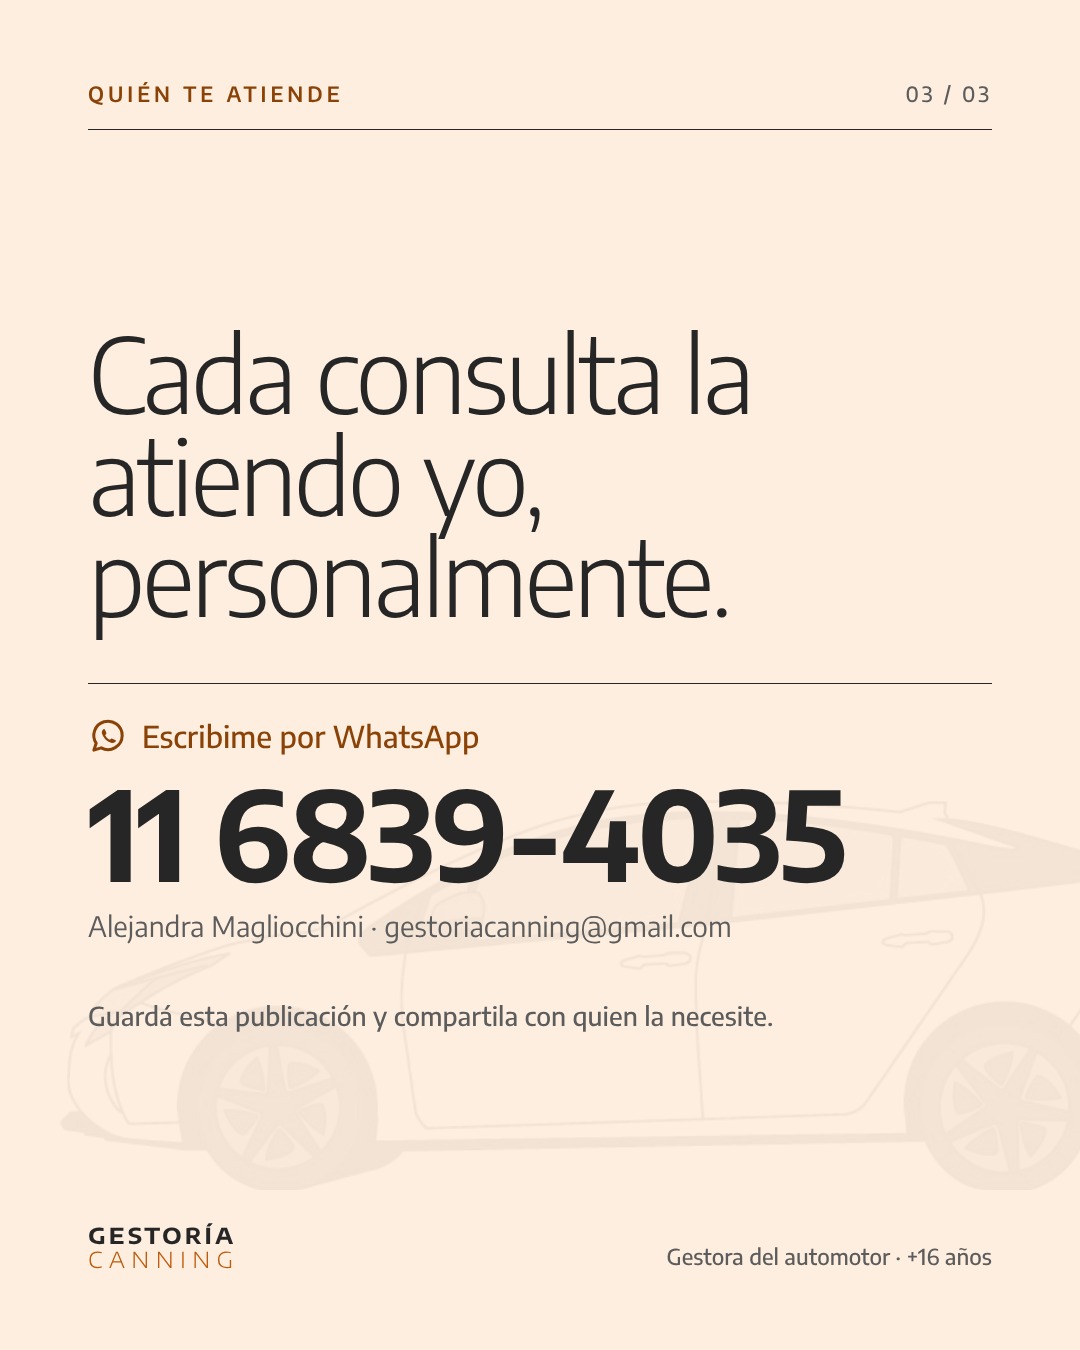 QUIÉN TE ATIENDE
03 / 03
Cada consulta la
atiendo yo,
personalmente.
Escribime por WhatsApp
11 6839-4035
Alejandra Magliocchini · gestoriacanning@gmail.com
Guardá esta publicación y compartila con quien la necesite.
GESTORÍA
CANNING
Gestora del automotor · +16 años